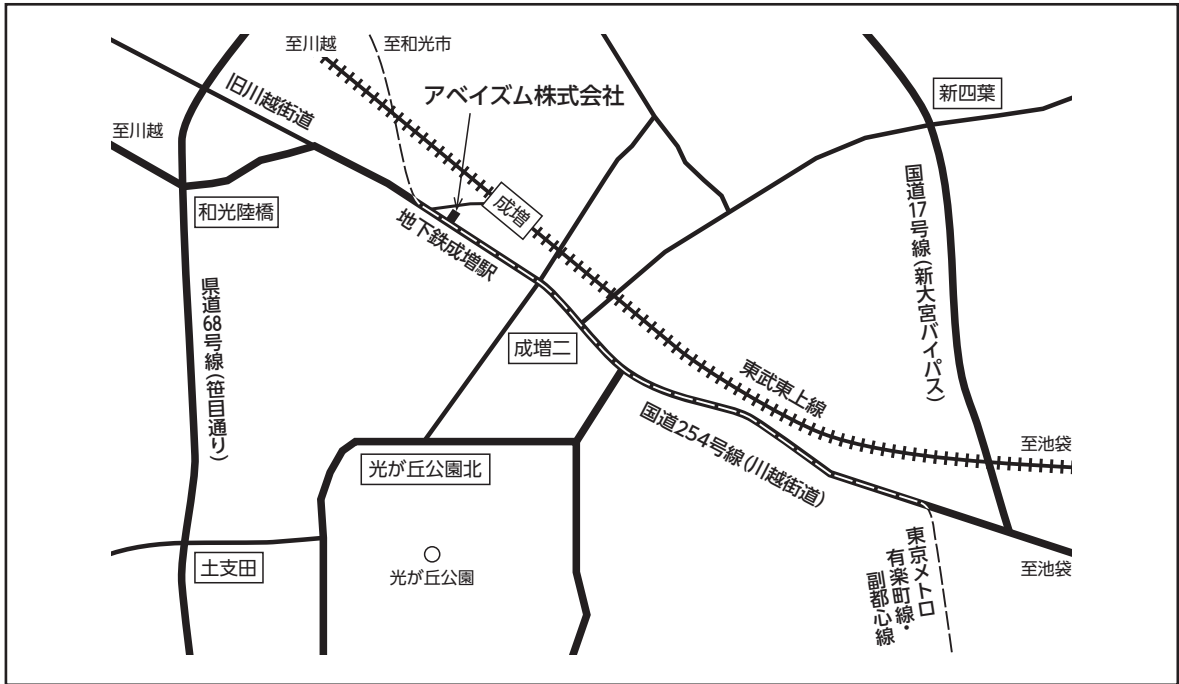 至川越
至和光市
アベイズム株式会社
旧川越街道
至川越
新四葉
成増
和光陸橋
地下鉄成増駅
国道17号線(新大宮バイパス)
県道68号線(笹目通り)
成増二
東武東上線
国道254号線(川越街道)
至池袋
光が丘公園北
土支田
光が丘公園
至池袋
東京メトロ
有楽町線・
副都心線